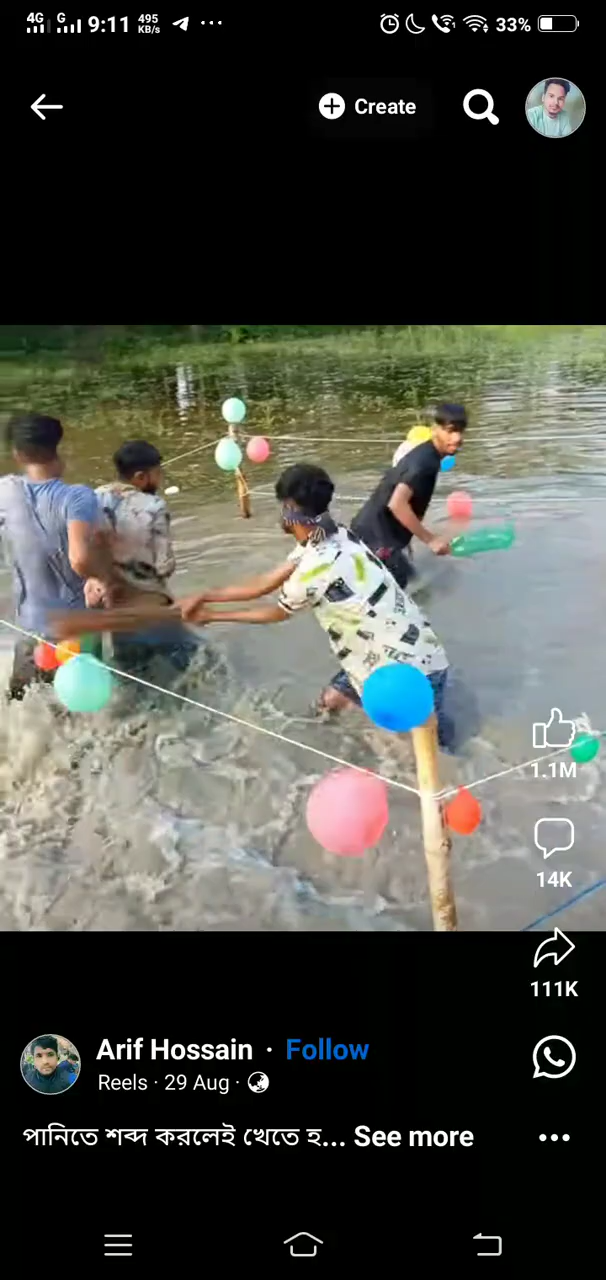 4G G 9:11 495 KB/s ... 33%
Create
1.1M
14K
111K
Arif Hossain · Follow
Reels · 29 Aug ·
পানিতে শব্দ করলেই খেতে হ... See more